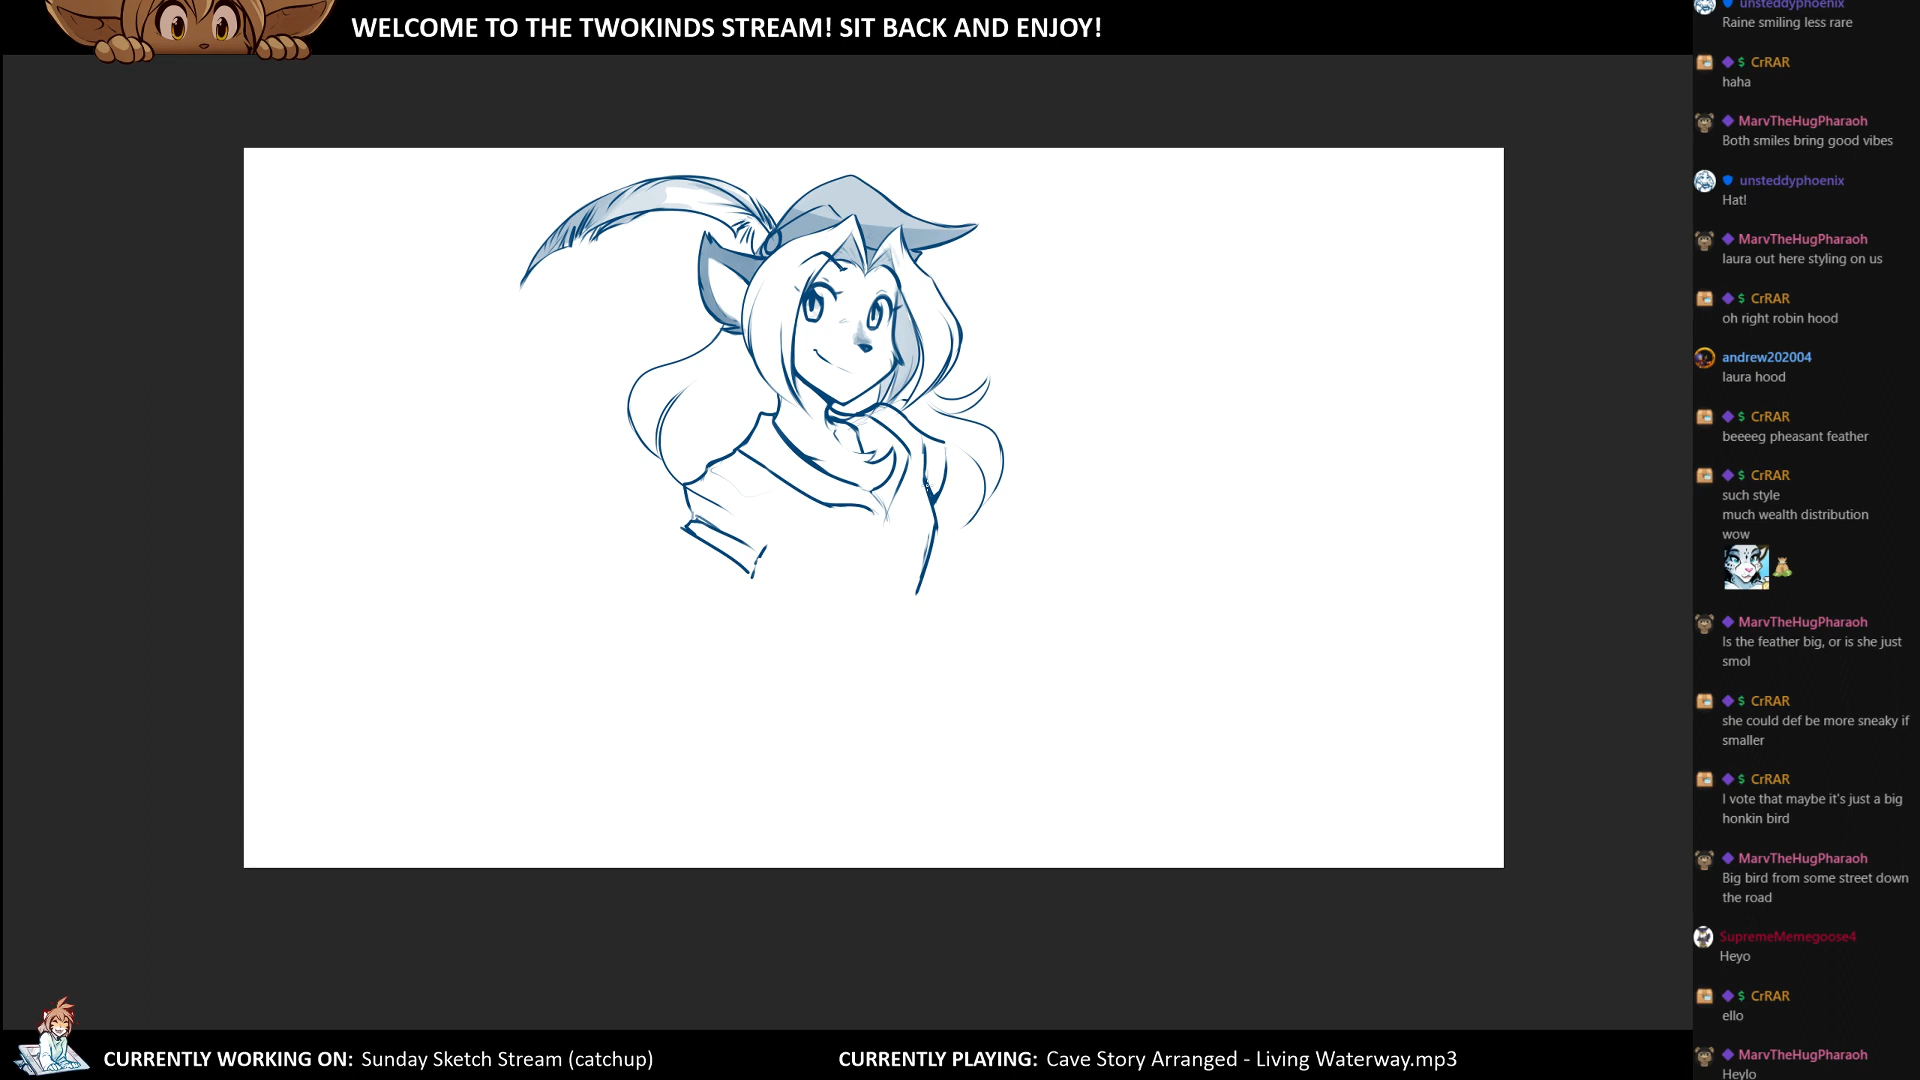 WELCOME TO THE TWOKINDS STREAM! SIT BACK AND ENJOY!
unsteddyphoenix
Raine smiling less rare
$ CrRAR
haha
MarvTheHugPharaoh
Both smiles bring good vibes
unsteddyphoenix
Hat!
MarvTheHugPharaoh
laura out here styling on us
$ CrRAR
oh right robin hood
andrew202004
laura hood
$ CrRAR
beeeeg pheasant feather
$ CrRAR
such style
much wealth distribution
wow
MarvTheHugPharaoh
Is the feather big, or is she just
smol
$ CrRAR
she could def be more sneaky if
smaller
$ CrRAR
I vote that maybe it's just a big
honkin bird
MarvTheHugPharaoh
Big bird from some street down
the road
SupremeMemegoose4
Heyo
$ CrRAR
ello
MarvTheHugPharaoh
Heylo
CURRENTLY WORKING ON: Sunday Sketch Stream (catchup)
CURRENTLY PLAYING: Cave Story Arranged - Living Waterway.mp3